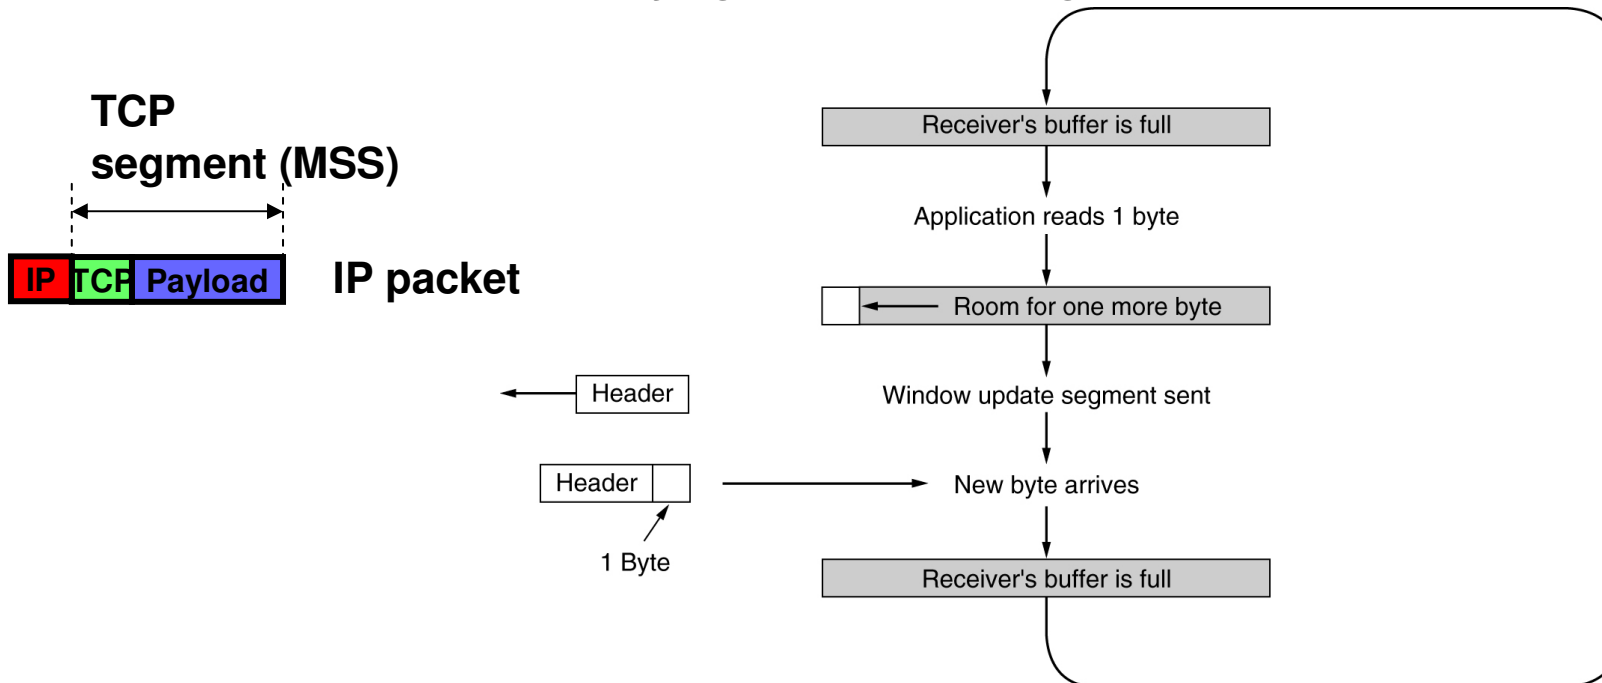 TCP
segment (MSS)
IP TCP Payload
IP packet
Receiver's buffer is full
Application reads 1 byte
Room for one more byte
Header
Window update segment sent
Header
New byte arrives
1 Byte
Receiver's buffer is full